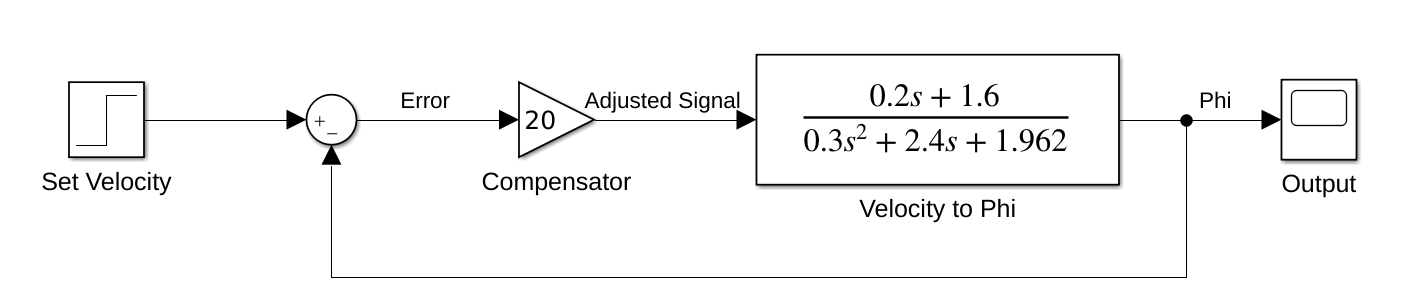 Set Velocity
+
−
Error
20
Compensator
Adjusted Signal
0.2s + 1.6
0.3s² + 2.4s + 1.962
Velocity to Phi
Phi
Output